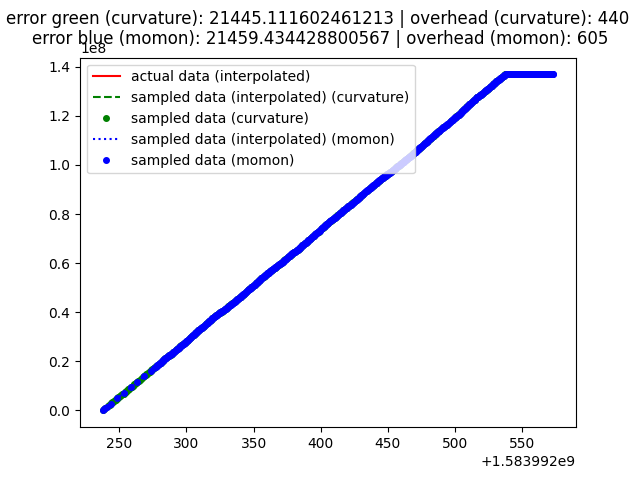 error green (curvature): 21445.111602461213 | overhead (curvature): 440
error blue (momon): 21459.434428800567 | overhead (momon): 605
1e8
actual data (interpolated)
sampled data (interpolated) (curvature)
sampled data (curvature)
sampled data (interpolated) (momon)
sampled data (momon)
1.4
1.2
1.0
0.8
0.6
0.4
0.2
0.0
250 300 350 400 450 500 550
+1.583992e9